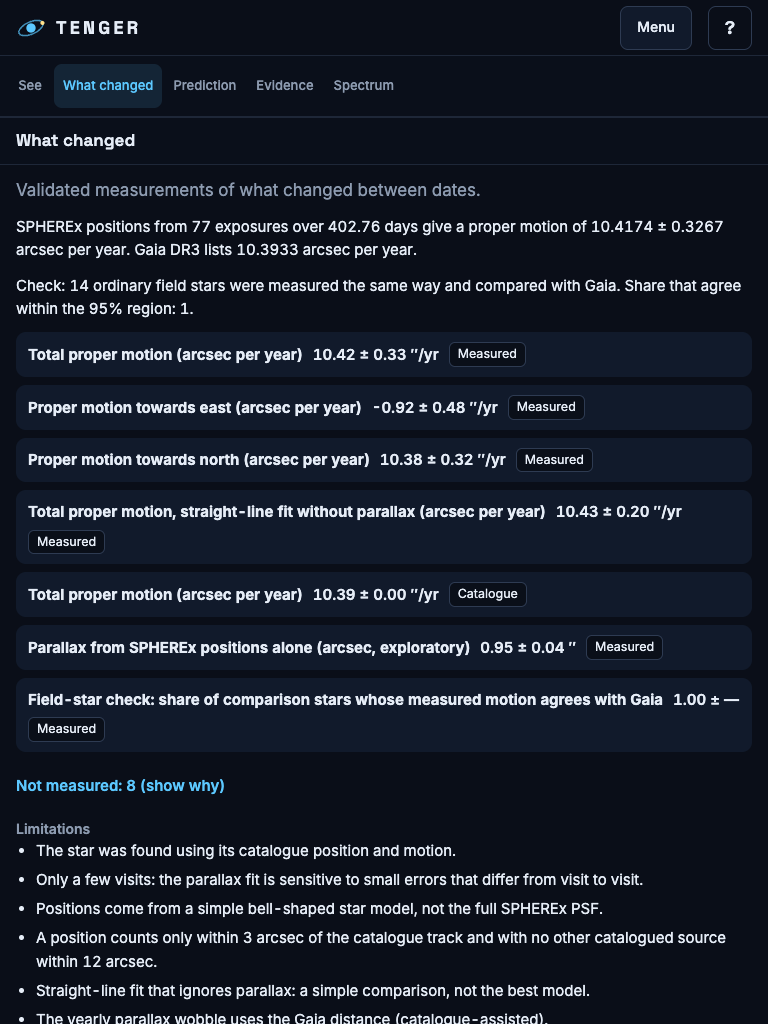 TENGER
Menu
?
See
What changed
Prediction
Evidence
Spectrum
What changed
Validated measurements of what changed between dates.
SPHEREx positions from 77 exposures over 402.76 days give a proper motion of 10.4174 ± 0.3267
arcsec per year. Gaia DR3 lists 10.3933 arcsec per year.
Check: 14 ordinary field stars were measured the same way and compared with Gaia. Share that agree
within the 95% region: 1.
Total proper motion (arcsec per year) 10.42 ± 0.33 ″/yr Measured
Proper motion towards east (arcsec per year) -0.92 ± 0.48 ″/yr Measured
Proper motion towards north (arcsec per year) 10.38 ± 0.32 ″/yr Measured
Total proper motion, straight-line fit without parallax (arcsec per year) 10.43 ± 0.20 ″/yr
Measured
Total proper motion (arcsec per year) 10.39 ± 0.00 ″/yr Catalogue
Parallax from SPHEREx positions alone (arcsec, exploratory) 0.95 ± 0.04 ″ Measured
Field-star check: share of comparison stars whose measured motion agrees with Gaia 1.00 ± —
Measured
Not measured: 8 (show why)
Limitations
• The star was found using its catalogue position and motion.
• Only a few visits: the parallax fit is sensitive to small errors that differ from visit to visit.
• Positions come from a simple bell-shaped star model, not the full SPHEREx PSF.
• A position counts only within 3 arcsec of the catalogue track and with no other catalogued source
within 12 arcsec.
• Straight-line fit that ignores parallax: a simple comparison, not the best model.
• The yearly parallax wobble uses the Gaia distance (catalogue-assisted).